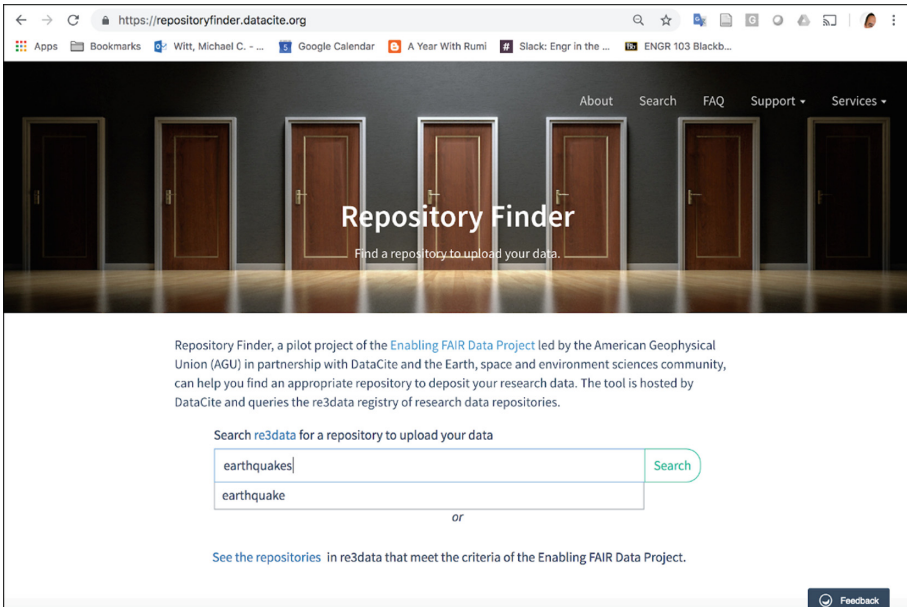 https://repositoryfinder.datacite.org
Apps Bookmarks Witt, Michael C. - ... Google Calendar A Year With Rumi Slack: Engr in the ... ENGR 103 Blackb...
About Search FAQ Support Services
Repository Finder
Find a repository to upload your data.
Repository Finder, a pilot project of the Enabling FAIR Data Project led by the American Geophysical
Union (AGU) in partnership with DataCite and the Earth, space and environment sciences community,
can help you find an appropriate repository to deposit your research data. The tool is hosted by
DataCite and queries the re3data registry of research data repositories.
Search re3data for a repository to upload your data
earthquakes Search
earthquake
or
See the repositories in re3data that meet the criteria of the Enabling FAIR Data Project.
Feedback